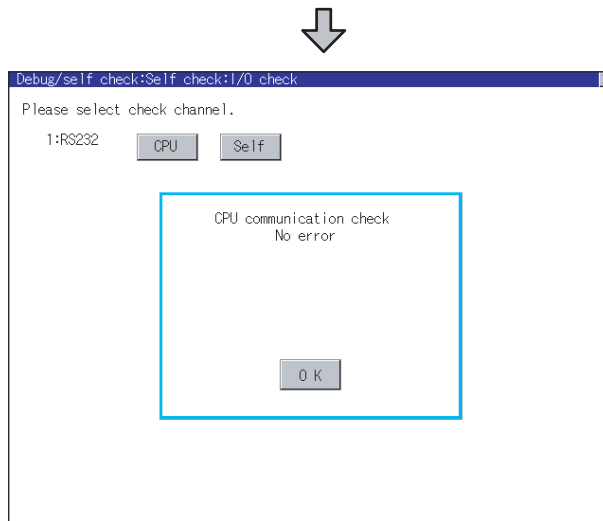 Debug/self check:Self check:I/O check
Please select check channel.
1:RS232 CPU Self
CPU communication check
No error
O K